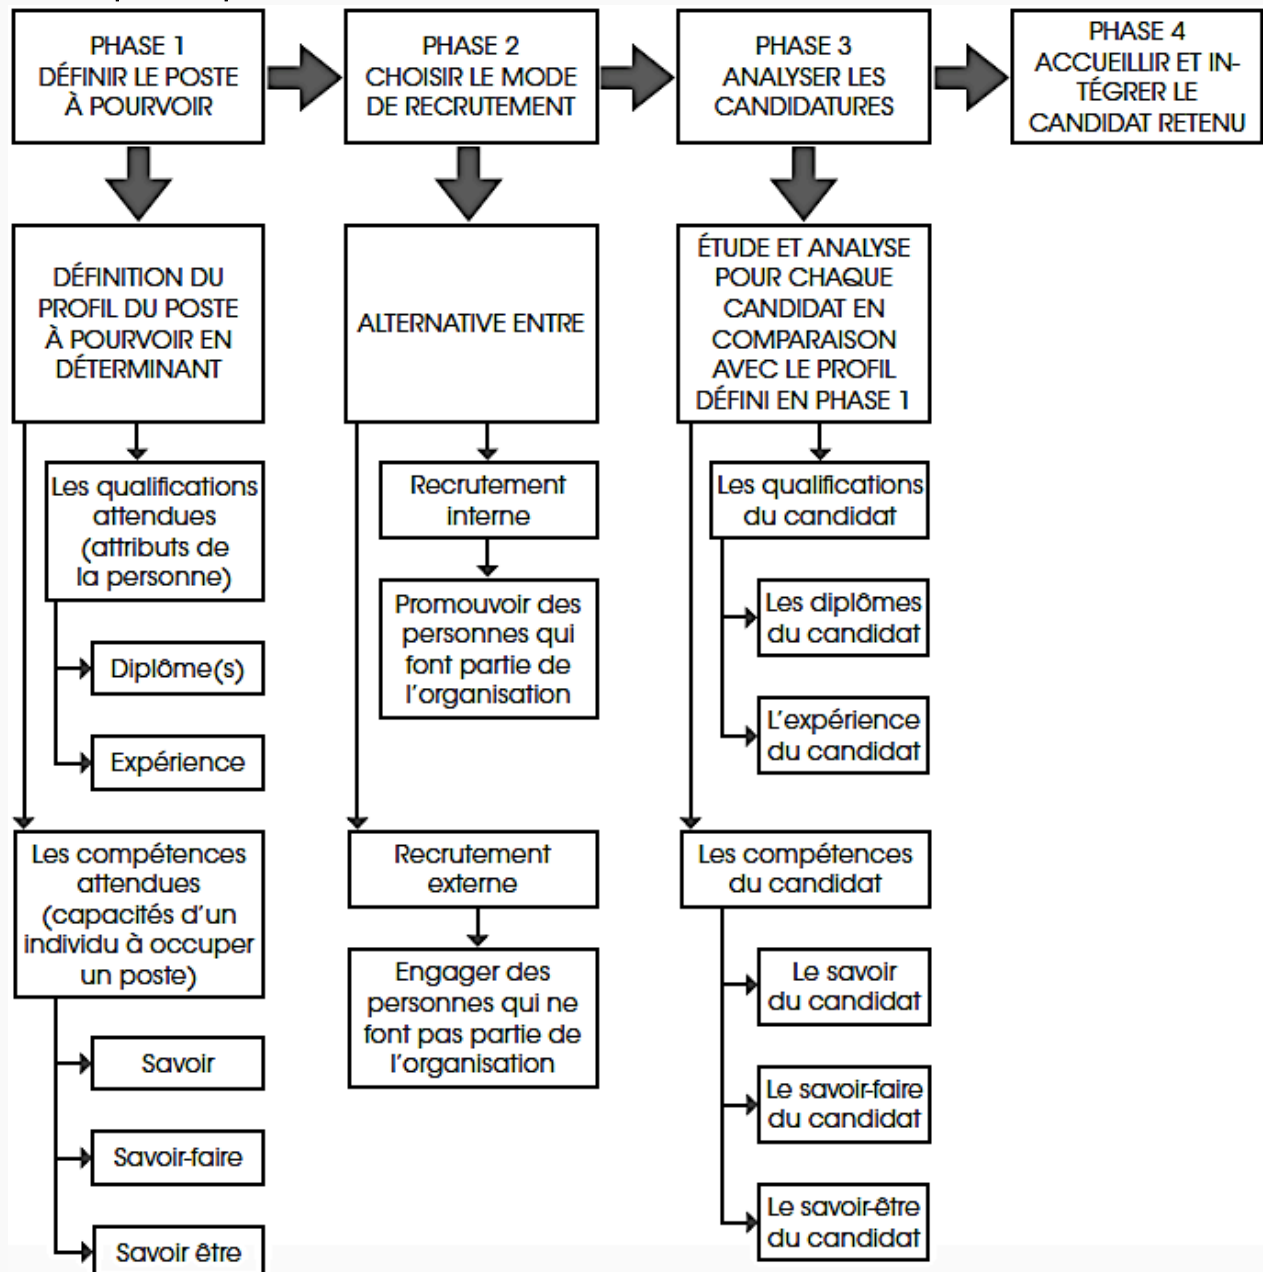 PHASE 1
DÉFINIR LE POSTE
À POURVOIR
PHASE 2
CHOISIR LE MODE
DE RECRUTEMENT
PHASE 3
ANALYSER LES
CANDIDATURES
PHASE 4
ACCUEILLIR ET IN-
TÉGRER LE
CANDIDAT RETENU
DÉFINITION DU
PROFIL DU POSTE
À POURVOIR EN
DÉTERMINANT
Les qualifications
attendues
(attributs de
la personne)
Diplôme(s)
Expérience
Les compétences
attendues
(capacités d'un
individu à occuper
un poste)
Savoir
Savoir-faire
Savoir être
ALTERNATIVE ENTRE
Recrutement
interne
Promouvoir des
personnes qui
font partie de
l'organisation
Recrutement
externe
Engager des
personnes qui ne
font pas partie de
l'organisation
ÉTUDE ET ANALYSE
POUR CHAQUE
CANDIDAT EN
COMPARAISON
AVEC LE PROFIL
DÉFINI EN PHASE 1
Les qualifications
du candidat
Les diplômes
du candidat
L'expérience
du candidat
Les compétences
du candidat
Le savoir
du candidat
Le savoir-faire
du candidat
Le savoir-être
du candidat